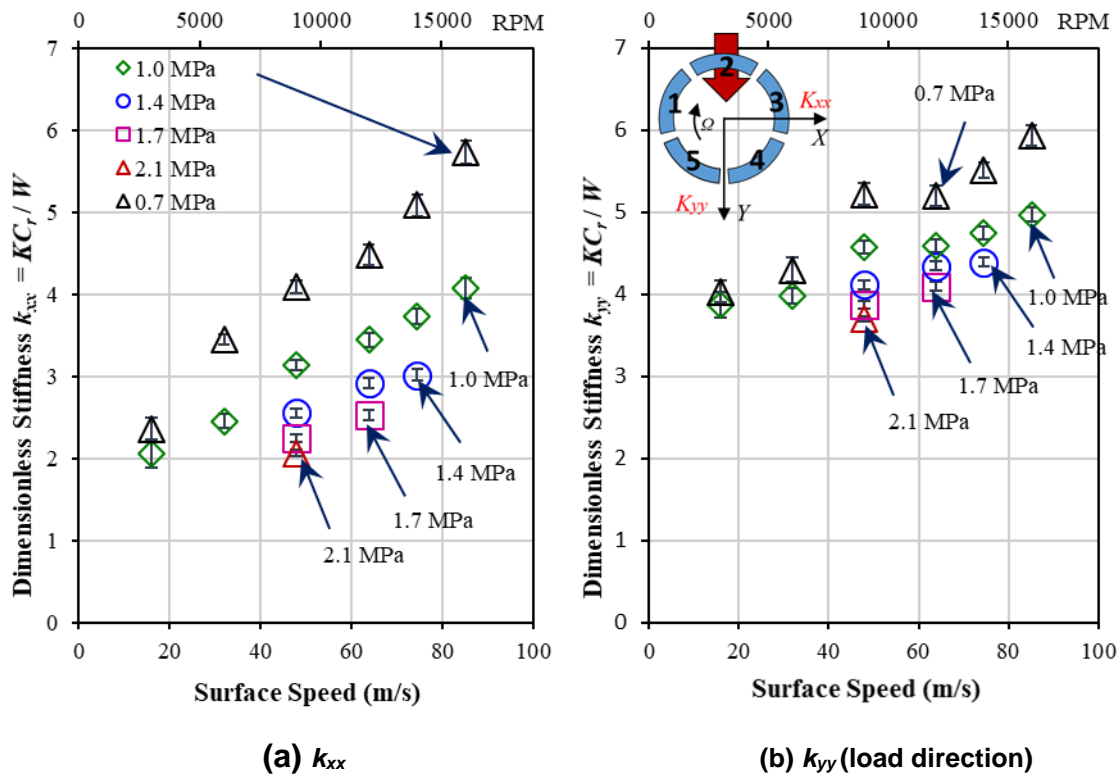 0 5000 10000 15000 RPM
7
6
5
4
3
2
1
0
1.0 MPa
1.4 MPa
1.7 MPa
2.1 MPa
0.7 MPa
1.0 MPa
1.4 MPa
1.7 MPa
2.1 MPa
Dimensionless Stiffness kxx = KCr / W
0 20 40 60 80 100
Surface Speed (m/s)
(a) kxx
0 5000 10000 15000 RPM
7
6
5
4
3
2
1
0
2
1
3
5
4
Ω
Kxx
X
Kyy
Y
0.7 MPa
1.0 MPa
1.4 MPa
1.7 MPa
2.1 MPa
Dimensionless Stiffness kyy = KCr / W
0 20 40 60 80 100
Surface Speed (m/s)
(b) kyy (load direction)